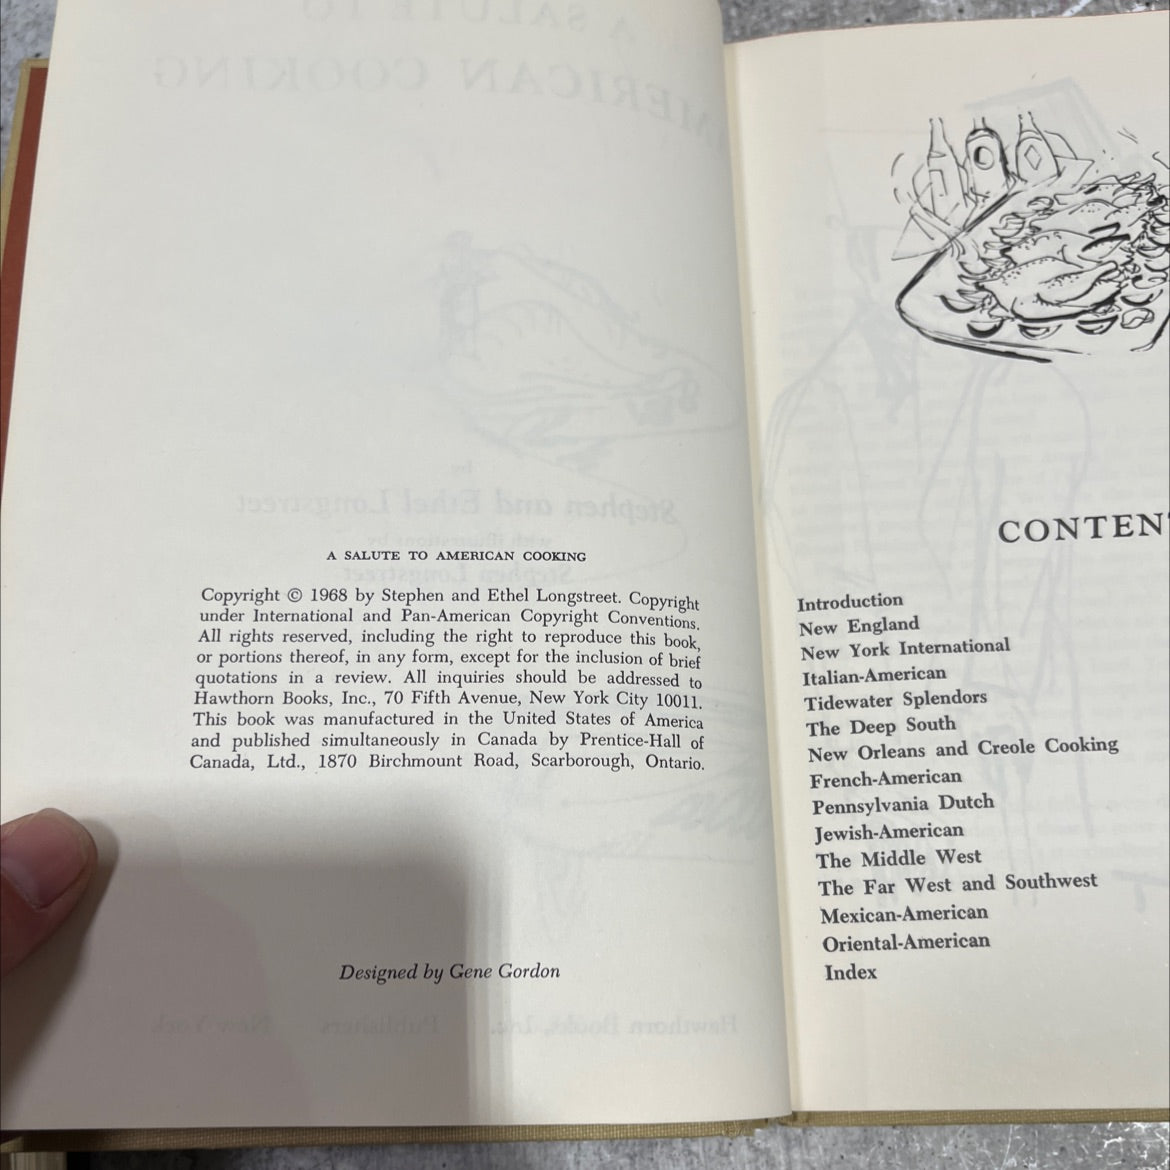 A SALUTE TO AMERICAN COOKING
Copyright © 1968 by Stephen and Ethel Longstreet. Copyright
under International and Pan-American Copyright Conventions.
All rights reserved, including the right to reproduce this book,
or portions thereof, in any form, except for the inclusion of brief
quotations in a review. All inquiries should be addressed to
Hawthorn Books, Inc., 70 Fifth Avenue, New York City 10011.
This book was manufactured in the United States of America
and published simultaneously in Canada by Prentice-Hall of
Canada, Ltd., 1870 Birchmount Road, Scarborough, Ontario.
Designed by Gene Gordon
CONTEN
Introduction
New England
New York International
Italian-American
Tidewater Splendors
The Deep South
New Orleans and Creole Cooking
French-American
Pennsylvania Dutch
Jewish-American
The Middle West
The Far West and Southwest
Mexican-American
Oriental-American
Index